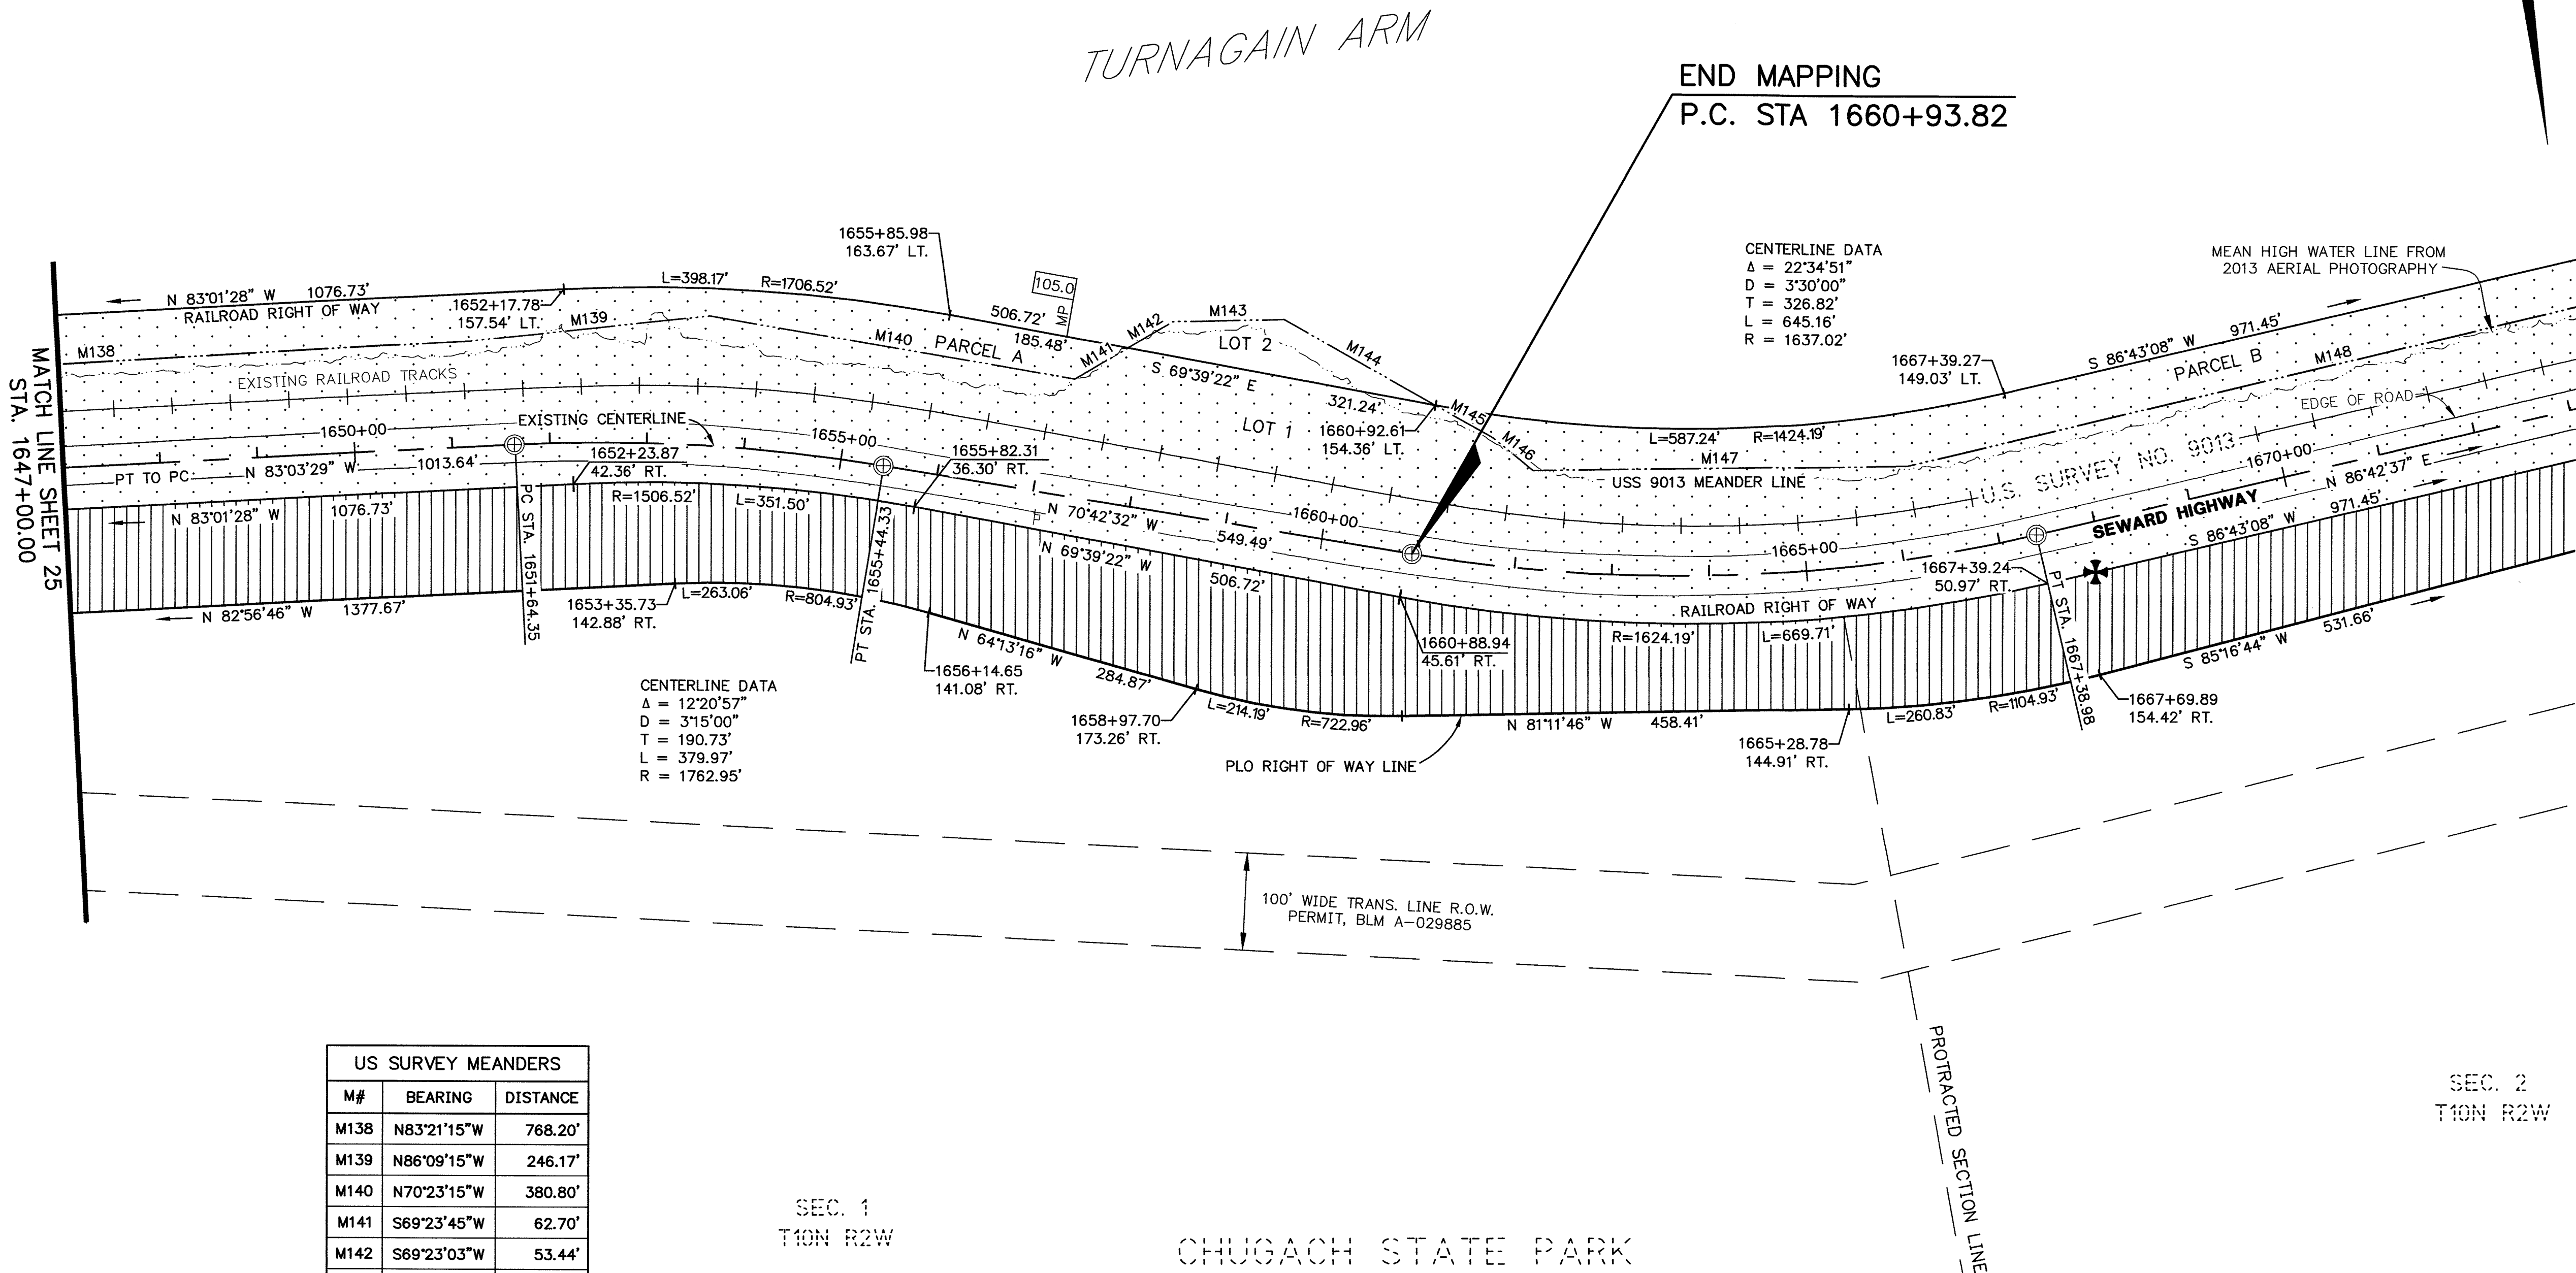 TURNAGAIN ARM
END MAPPING
P.C. STA 1660+93.82
1655+85.98
163.67' LT.
CENTERLINE DATA
Δ = 22°34'51"
D = 3°30'00"
T = 326.82'
L = 645.16'
R = 1637.02'
MEAN HIGH WATER LINE FROM
2013 AERIAL PHOTOGRAPHY
N 83°01'28" W 1076.73'
RAILROAD RIGHT OF WAY
1652+17.78
157.54' LT.
L=398.17' R=1706.52'
105.0
MP
506.72'
185.48'
M138
M139
M140
PARCEL A
M141
M142
M143
LOT 2
M144
M145
M146
S 69°39'22" E
321.24'
LOT 1
1660+92.61
154.36' LT.
L=587.24' R=1424.19'
M147
USS 9013 MEANDER LINE
1667+39.27
149.03' LT.
S 86°43'08" W 971.45'
PARCEL B
M148
EDGE OF ROAD
U.S. SURVEY NO. 9013
MATCH LINE SHEET 25
STA. 1647+00.00
EXISTING RAILROAD TRACKS
EXISTING CENTERLINE
1650+00
1655+00
1660+00
1665+00
1670+00
PT TO PC
N 83°03'29" W
1013.64'
1652+23.87
42.36' RT.
1655+82.31
36.30' RT.
N 70°42'32" W
549.49'
SEWARD HIGHWAY
N 86°42'37" E
S 86°43'08" W
971.45'
N 83°01'28" W
1076.73'
PC STA. 1651+64.35
R=1506.52'
L=351.50'
PT STA. 1655+44.33
N 69°39'22" W
506.72'
1667+39.24
50.97' RT.
RAILROAD RIGHT OF WAY
1660+88.94
45.61' RT.
R=1624.19'
L=669.71'
PT STA. 1667+38.98
N 82°56'46" W 1377.67'
1653+35.73
142.88' RT.
L=263.06'
R=804.93'
N 64°13'16" W
284.87'
1656+14.65
141.08' RT.
1658+97.70
173.26' RT.
L=214.19'
R=722.96'
N 81°11'46" W 458.41'
PLO RIGHT OF WAY LINE
1665+28.78
144.91' RT.
L=260.83'
R=1104.93'
S 85°16'44" W
531.66'
1667+69.89
154.42' RT.
CENTERLINE DATA
Δ = 12°20'57"
D = 3°15'00"
T = 190.73'
L = 379.97'
R = 1762.95'
100' WIDE TRANS. LINE R.O.W.
PERMIT, BLM A-029885
PROTRACTED SECTION LINE
US SURVEY MEANDERS
M# BEARING DISTANCE
M138 N83°21'15"W 768.20'
M139 N86°09'15"W 246.17'
M140 N70°23'15"W 380.80'
M141 S69°23'45"W 62.70'
M142 S69°23'03"W 53.44'
SEC. 1
T10N R2W
CHUGACH STATE PARK
SEC. 2
T10N R2W